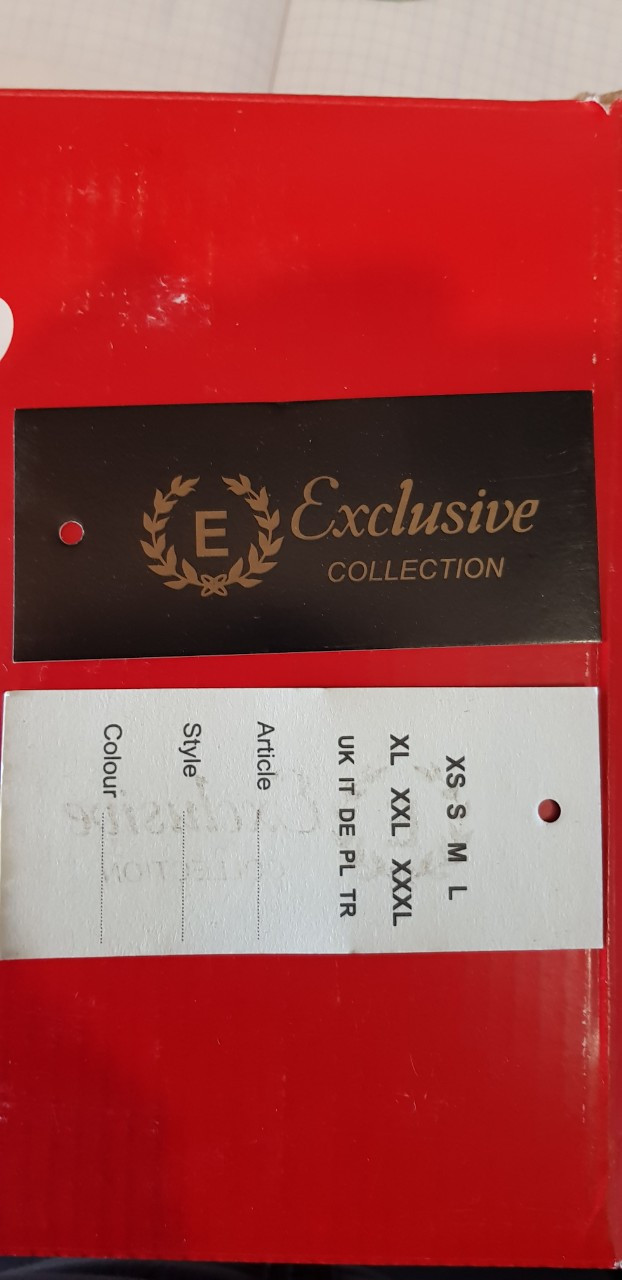 E
Exclusive
COLLECTION
XS S M L
XL XXL XXXL
UK IT DE PL TR
Article
Style
Colour